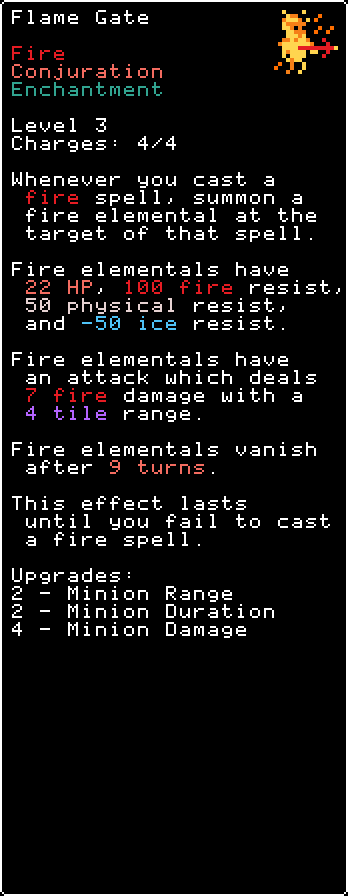 Flame Gate
Fire
Conjuration
Enchantment
Level 3
Charges: 4/4
Whenever you cast a
fire spell, summon a
fire elemental at the
target of that spell.
Fire elementals have
22 HP, 100 fire resist,
50 physical resist,
and -50 ice resist.
Fire elementals have
an attack which deals
7 fire damage with a
4 tile range.
Fire elementals vanish
after 9 turns.
This effect lasts
until you fail to cast
a fire spell.
Upgrades:
2 - Minion Range
2 - Minion Duration
4 - Minion Damage